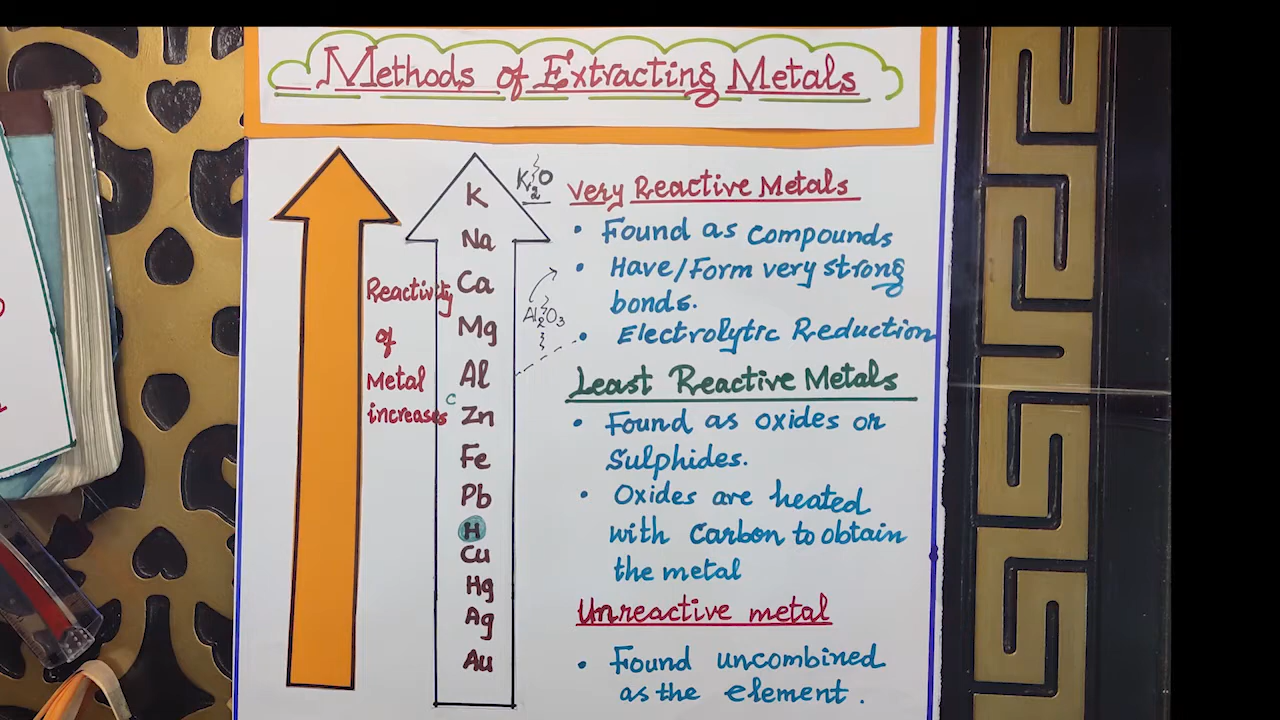 Methods of Extracting Metals
Reactivity
of
Metal
increases
K
Na
Ca
Mg
Al
C
Zn
Fe
Pb
H
Cu
Hg
Ag
Au
K2O
Al2O3
Very Reactive Metals
• Found as compounds
• Have/Form very strong
bonds.
• Electrolytic Reduction
Least Reactive Metals
• Found as oxides or
Sulphides.
• Oxides are heated
with Carbon to obtain
the metal
Unreactive metal
• Found uncombined
as the element.